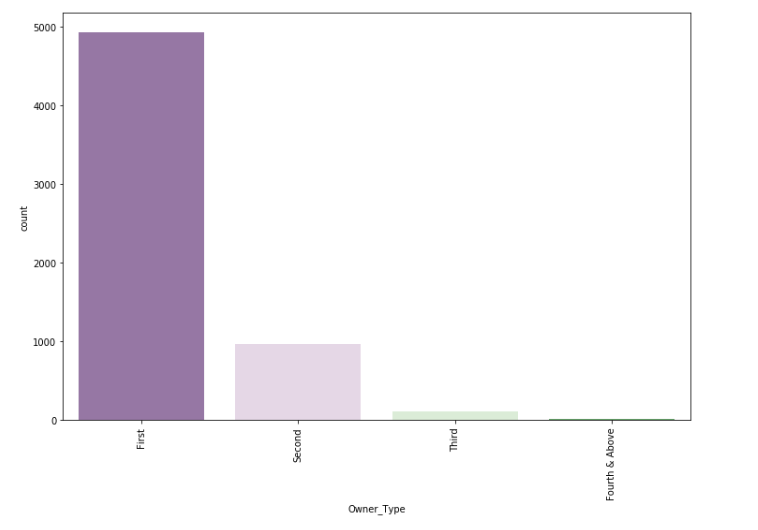 5000
4000
3000
2000
1000
0
count
First
Second
Third
Fourth & Above
Owner_Type